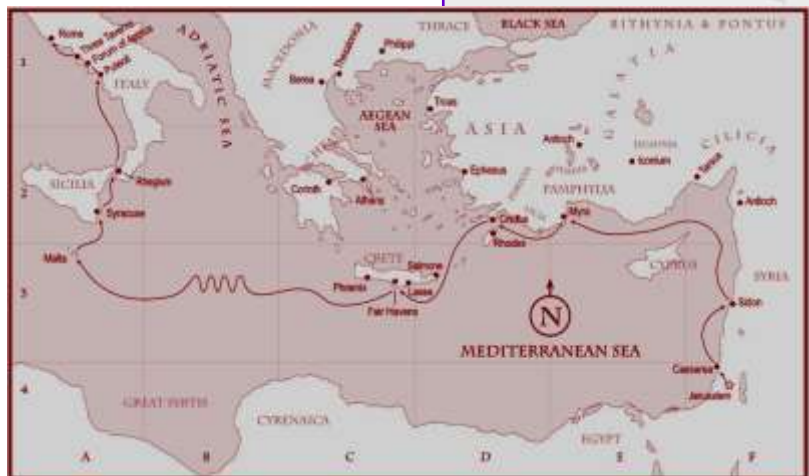 THRACE
BLACK SEA
BITHYNIA & PONTUS
Rome
Three Taverns
Forum of Appius
Puteoli
ITALY
ADRIATIC SEA
MACEDONIA
Thessalonica
Philippi
Berea
Troas
AEGEAN SEA
ASIA
GALATIA
Antioch
Iconium
CILICIA
Tarsus
Antioch
1
SICILIA
Rhegium
Syracuse
Corinth
Athens
Ephesus
PAMPHYLIA
Cnidus
Myra
Rhodes
2
Malta
CRETE
Salmone
Phoenix
Lasea
Fair Havens
CYPRUS
SYRIA
Sidon
3
N
MEDITERRANEAN SEA
Caesarea
Jerusalem
4
GREAT SYRTIS
CYRENAICA
EGYPT
A B C D E F